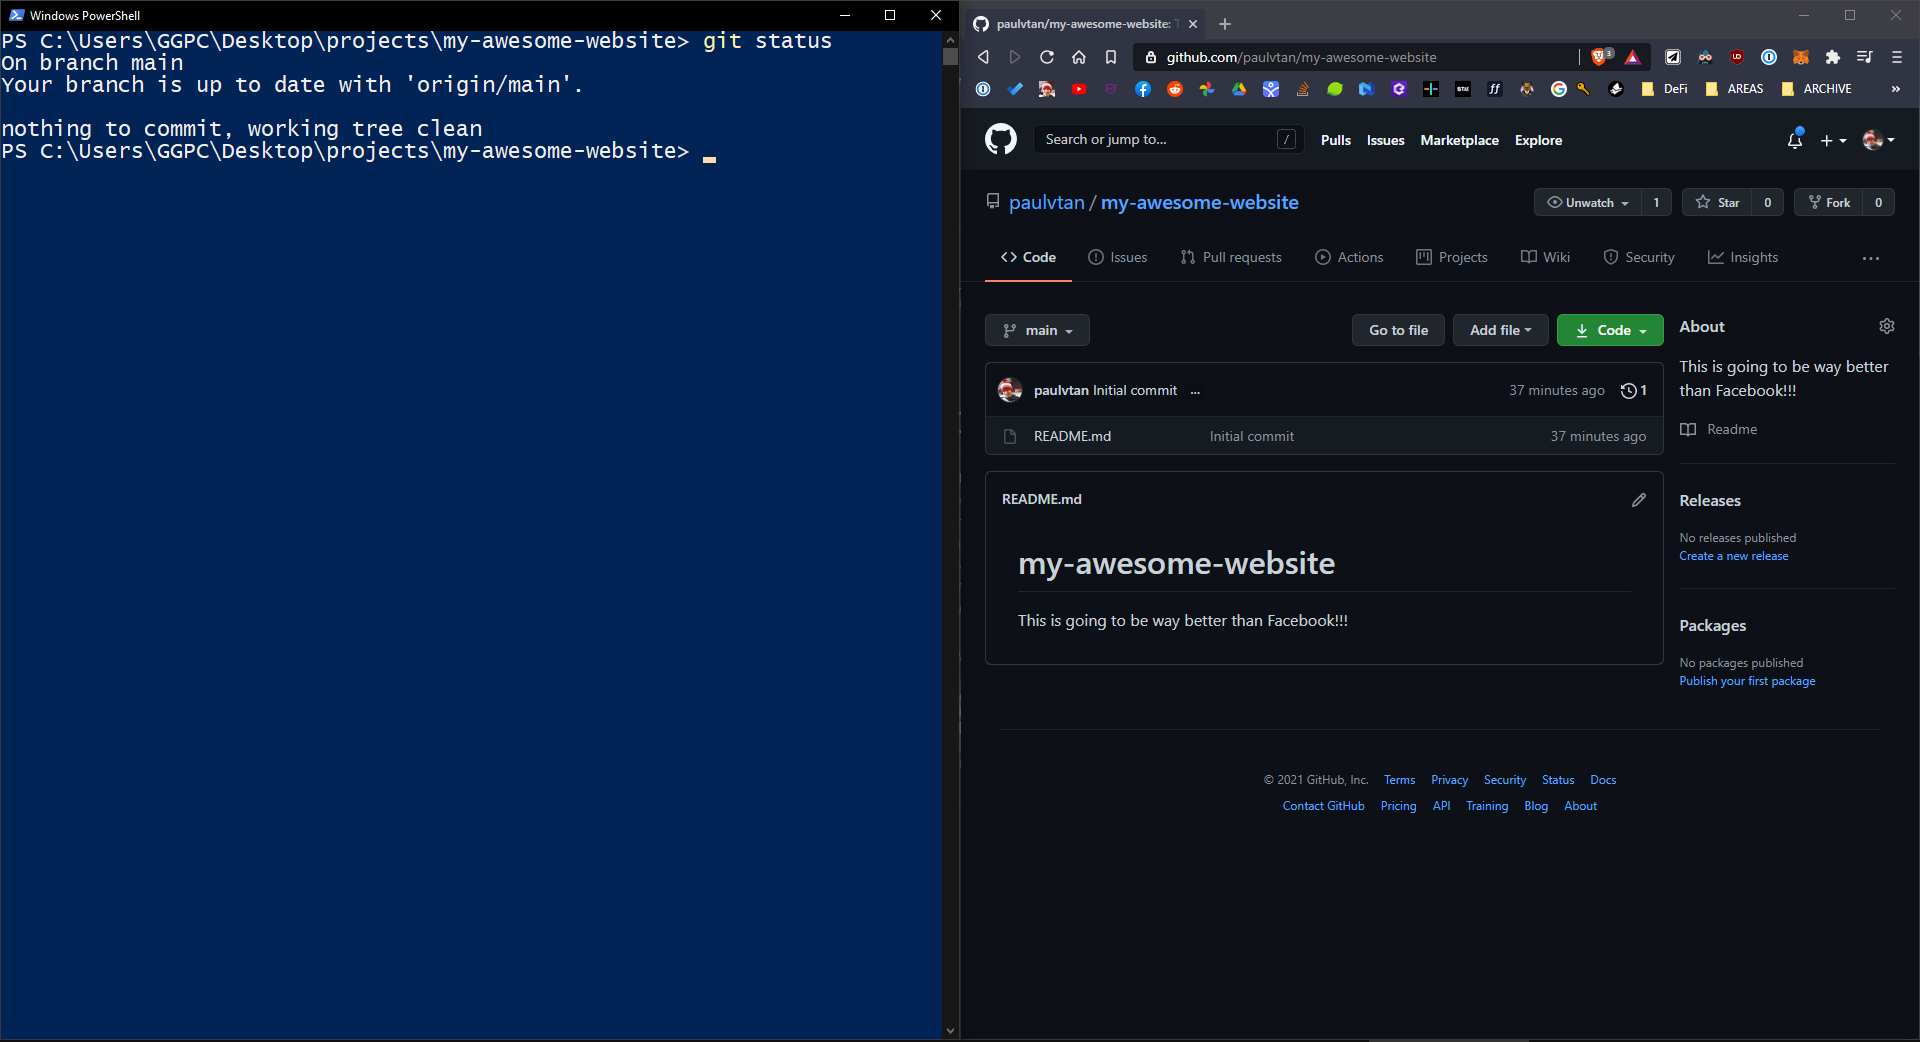 Windows PowerShell
PS C:\Users\GGPC\Desktop\projects\my-awesome-website> git status
On branch main
Your branch is up to date with 'origin/main'.
nothing to commit, working tree clean
PS C:\Users\GGPC\Desktop\projects\my-awesome-website>
paulvtan/my-awesome-website:
github.com/paulvtan/my-awesome-website
3
DeFi
AREAS
ARCHIVE
»
Search or jump to...
/
Pulls Issues Marketplace Explore
paulvtan / my-awesome-website
Unwatch 1
Star 0
Fork 0
Code Issues Pull requests Actions Projects Wiki Security Insights ...
main
Go to file
Add file
Code
paulvtan Initial commit ... 37 minutes ago 1
README.md Initial commit 37 minutes ago
README.md
my-awesome-website
This is going to be way better than Facebook!!!
About
This is going to be way better
than Facebook!!!
Readme
Releases
No releases published
Create a new release
Packages
No packages published
Publish your first package
© 2021 GitHub, Inc. Terms Privacy Security Status Docs
Contact GitHub Pricing API Training Blog About